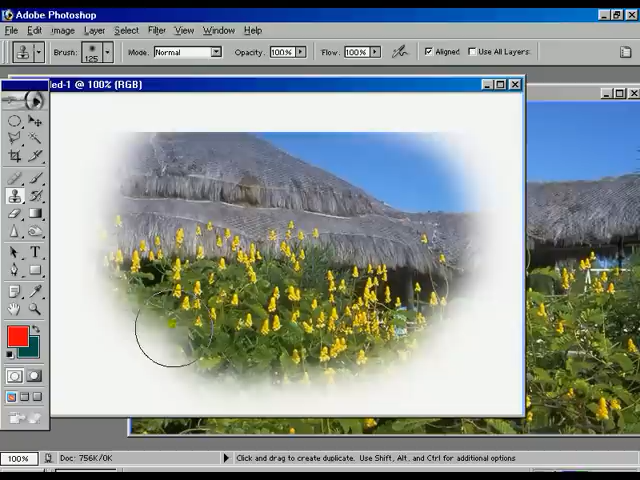 Adobe Photoshop
File Edit Image Layer Select Filter View Window Help
Brush: 125 Mode: Normal Opacity: 100% Flow: 100% Aligned Use All Layers
led-1 @ 100% (RGB)
T
100% Doc: 756K/0K Click and drag to create duplicate. Use Shift, Alt, and Ctrl for additional options